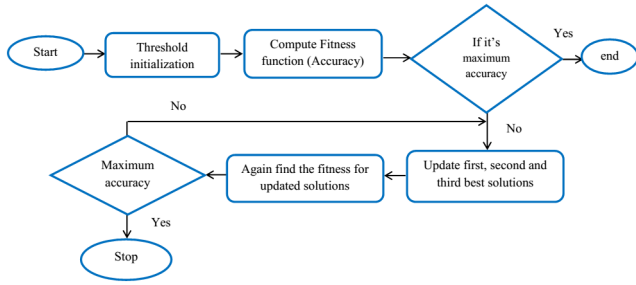 Start
Threshold
initialization
Compute Fitness
function (Accuracy)
If it's
maximum
accuracy
Yes
end
No
No
Maximum
accuracy
Again find the fitness for
updated solutions
Update first, second and
third best solutions
Yes
Stop